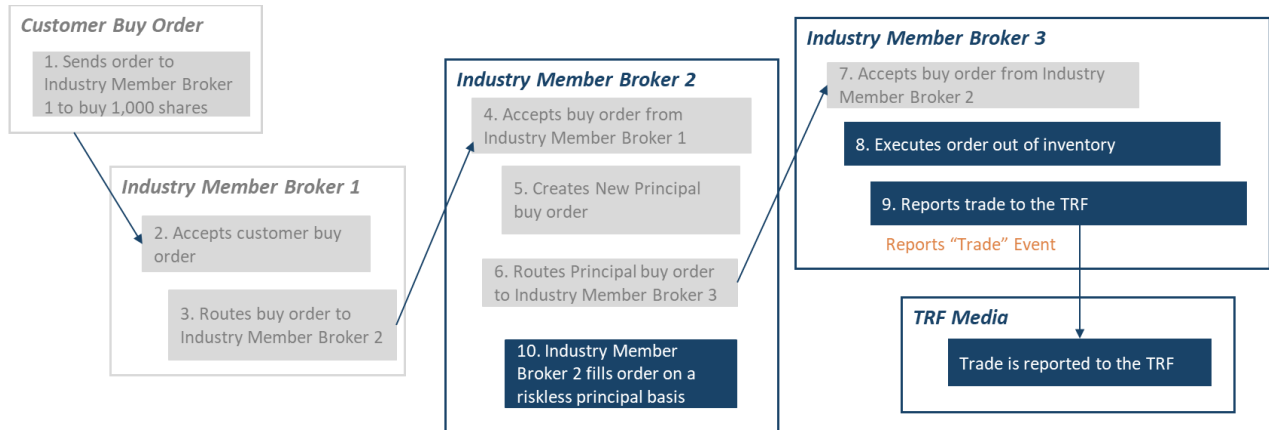 Customer Buy Order
1. Sends order to
Industry Member Broker
1 to buy 1,000 shares
Industry Member Broker 1
2. Accepts customer buy
order
3. Routes buy order to
Industry Member Broker 2
Industry Member Broker 2
4. Accepts buy order from
Industry Member Broker 1
5. Creates New Principal
buy order
6. Routes Principal buy order
to Industry Member Broker 3
10. Industry Member
Broker 2 fills order on a
riskless principal basis
Industry Member Broker 3
7. Accepts buy order from Industry
Member Broker 2
8. Executes order out of inventory
9. Reports trade to the TRF
Reports “Trade” Event
TRF Media
Trade is reported to the TRF